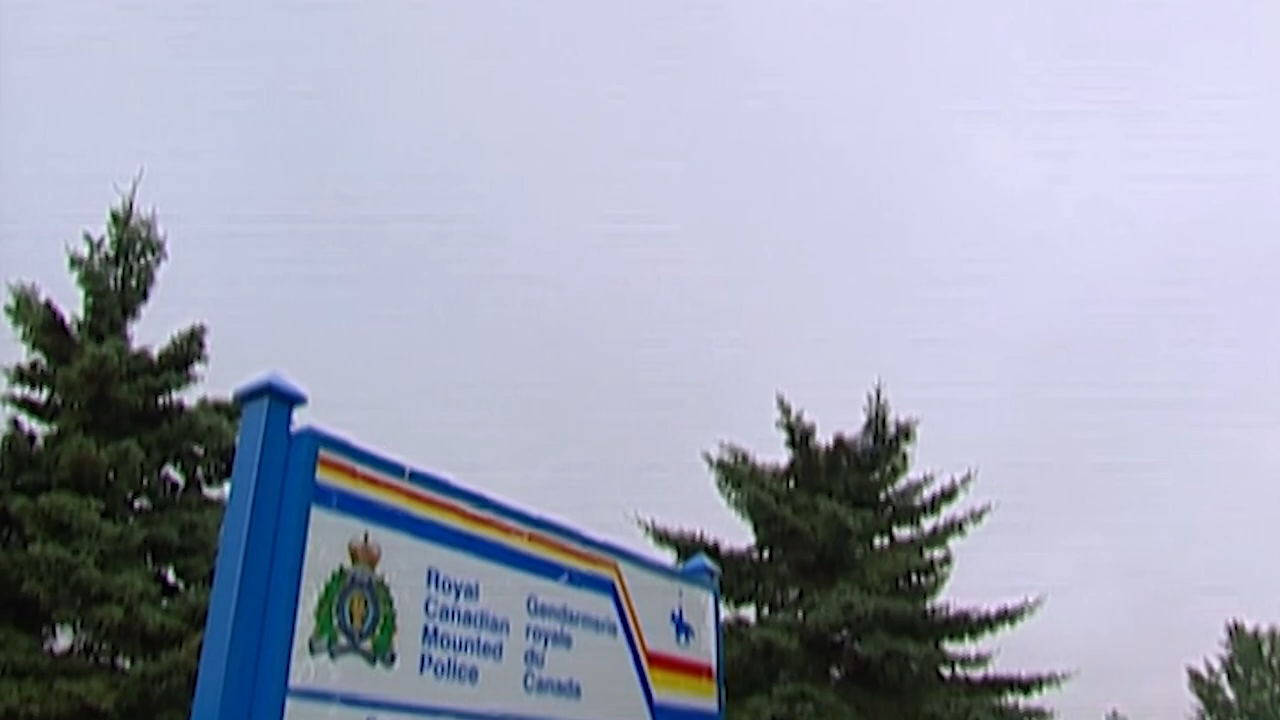 Royal
Canadian
Mounted
Police
Gendarmerie
royale
du
Canada